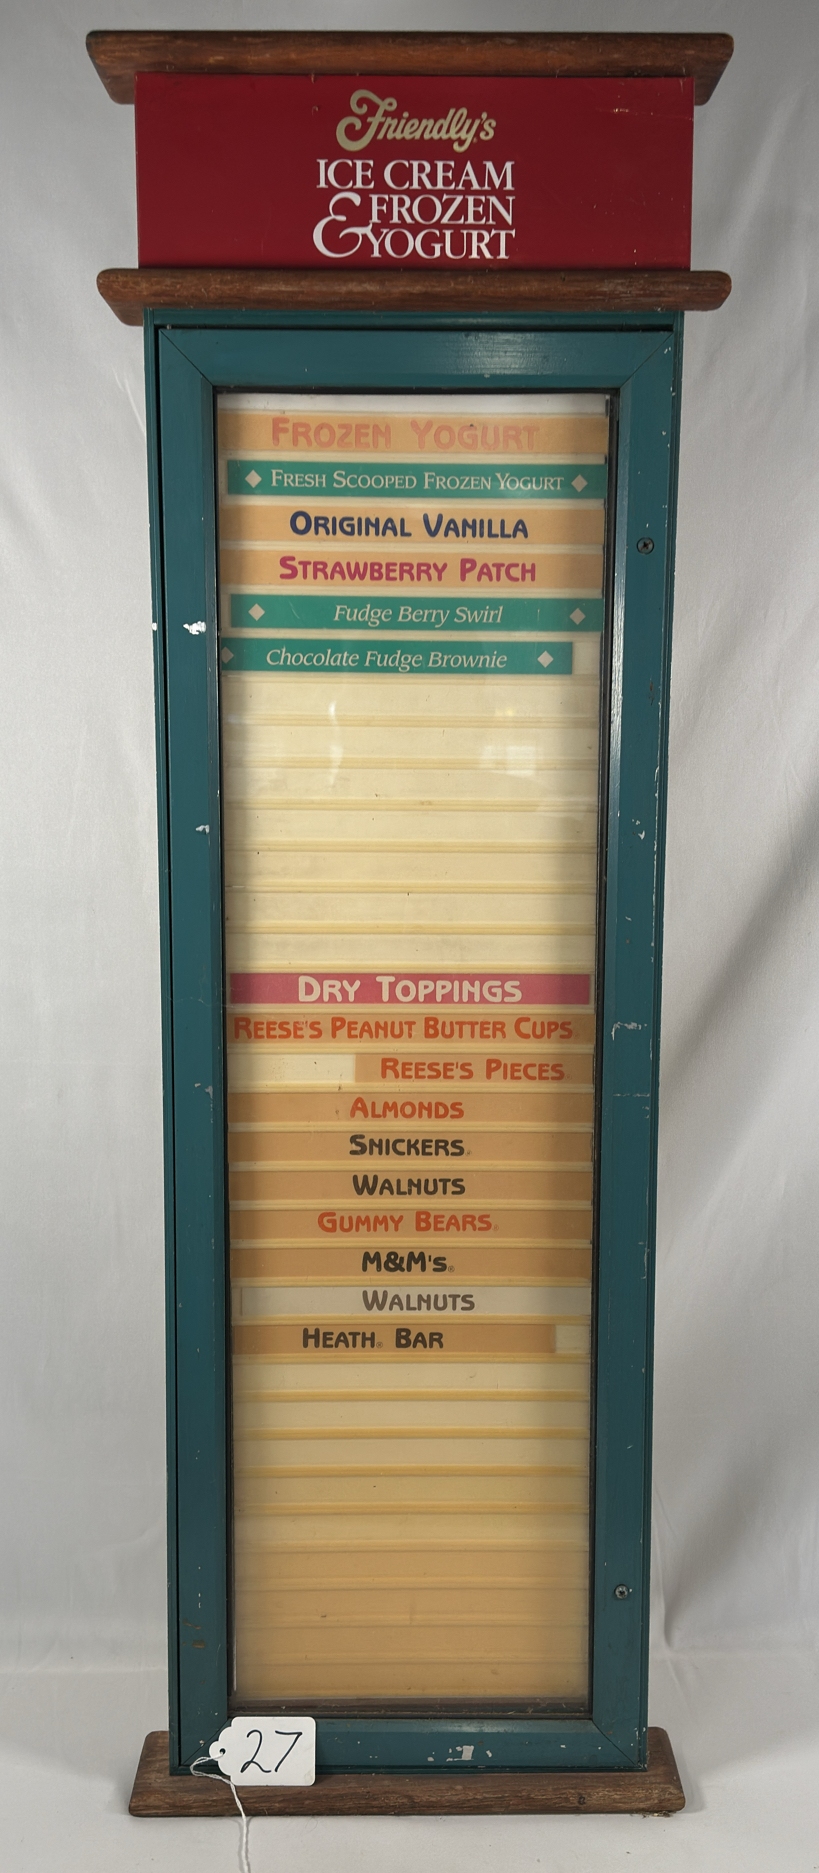 Friendly's
ICE CREAM
& FROZEN
YOGURT
FROZEN YOGURT
FRESH SCOOPED FROZEN YOGURT
ORIGINAL VANILLA
STRAWBERRY PATCH
Fudge Berry Swirl
Chocolate Fudge Brownie
DRY TOPPINGS
REESE'S PEANUT BUTTER CUPS
REESE'S PIECES
ALMONDS
SNICKERS®
WALNUTS
GUMMY BEARS®
M&M's®
WALNUTS
HEATH® BAR
27